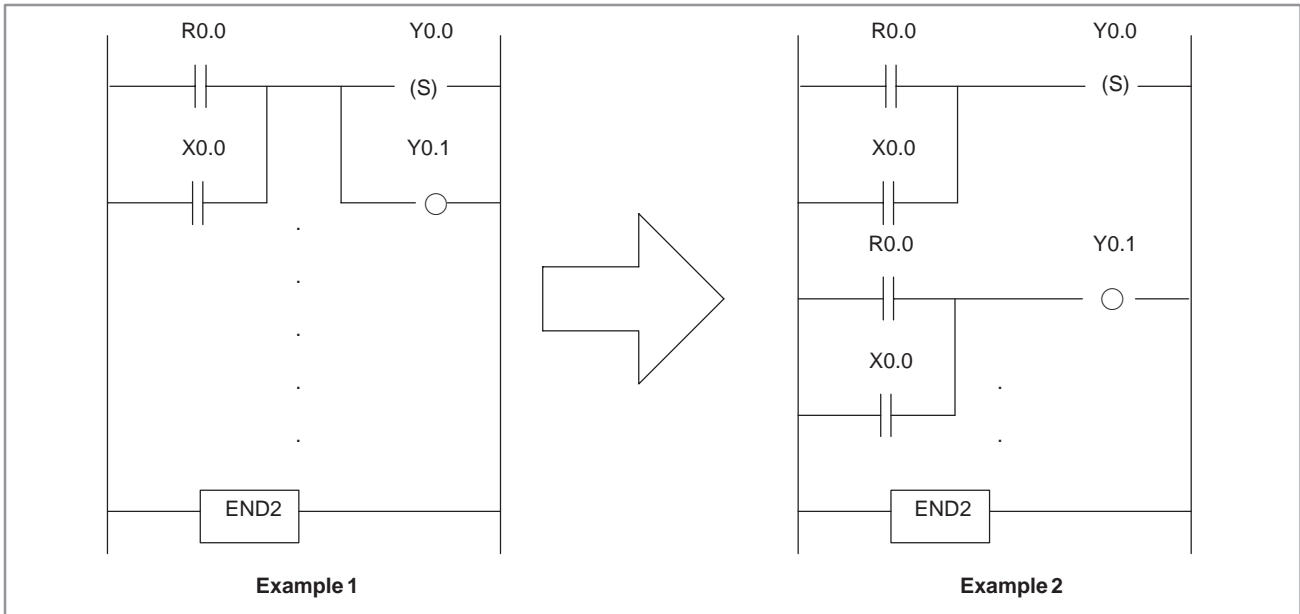 R0.0 Y0.0
(S)
X0.0 Y0.1
END2
Example 1
R0.0 Y0.0
(S)
X0.0
R0.0 Y0.1
X0.0
END2
Example 2